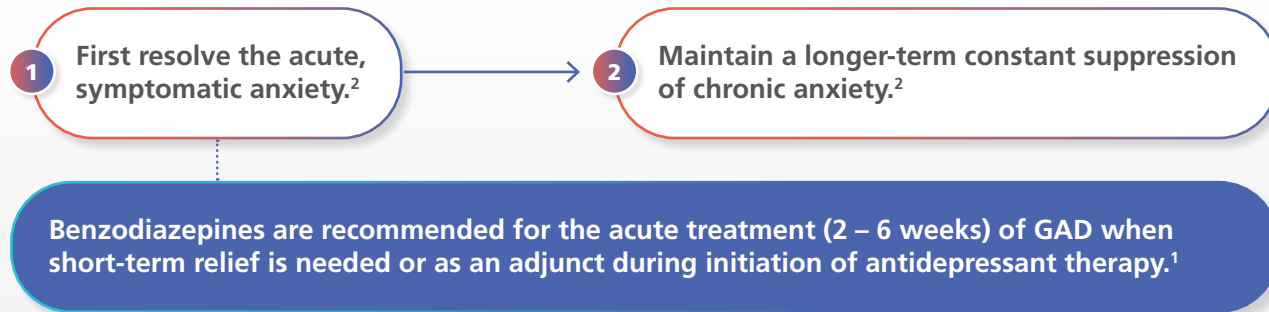 1
First resolve the acute,
symptomatic anxiety.²
2
Maintain a longer-term constant suppression
of chronic anxiety.²
Benzodiazepines are recommended for the acute treatment (2 – 6 weeks) of GAD when
short-term relief is needed or as an adjunct during initiation of antidepressant therapy.¹